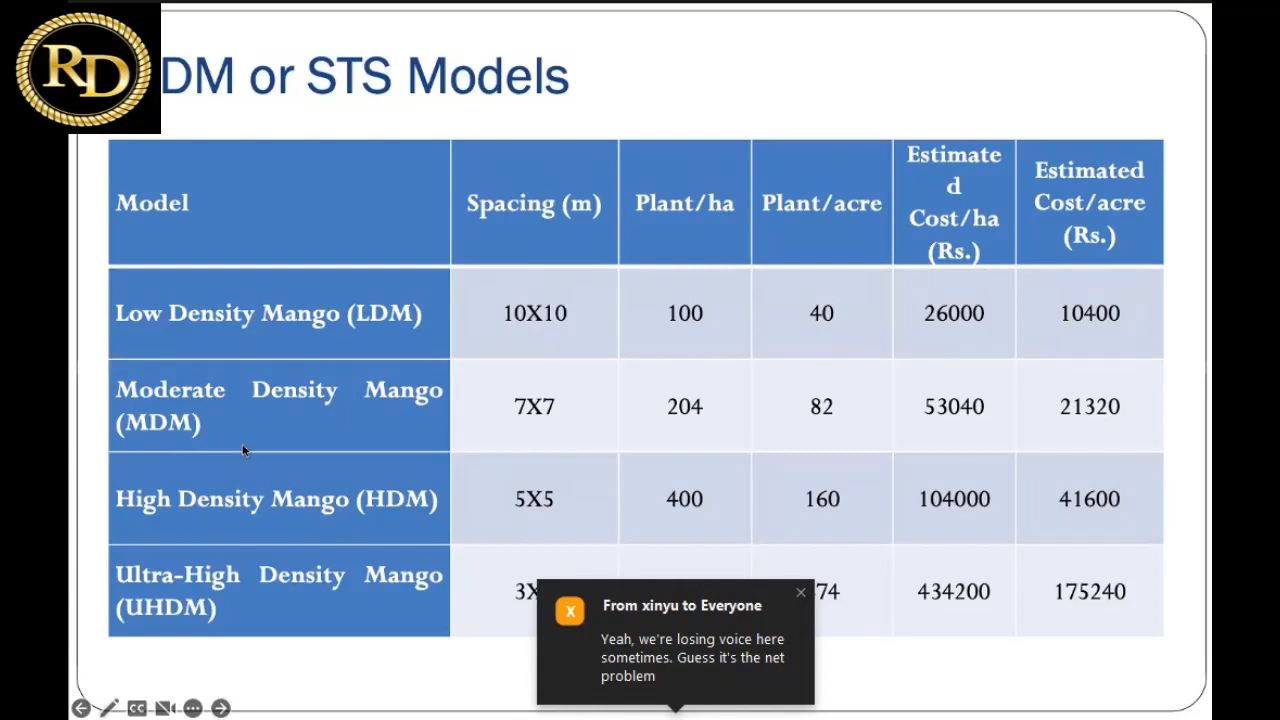 RD
DM or STS Models
Model
Spacing (m)
Plant/ha
Plant/acre
Estimate
d
Cost/ha
(Rs.)
Estimated
Cost/acre
(Rs.)
Low Density Mango (LDM)
10X10
100
40
26000
10400
Moderate Density Mango
(MDM)
7X7
204
82
53040
21320
High Density Mango (HDM)
5X5
400
160
104000
41600
Ultra-High Density Mango
(UHDM)
3X
74
434200
175240
X
From xinyu to Everyone
Yeah, we're losing voice here
sometimes. Guess it's the net
problem
CC